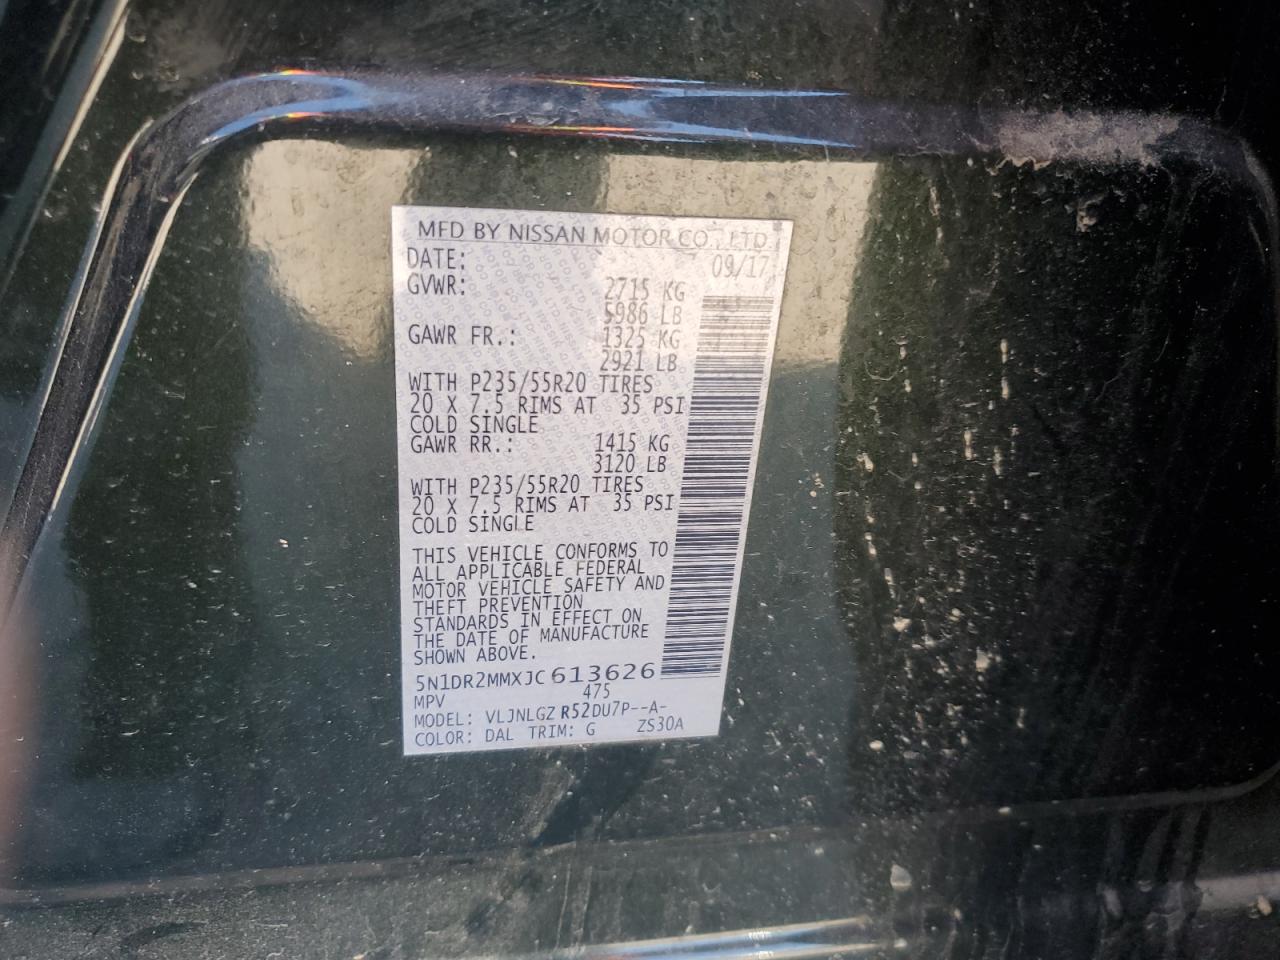 MFD BY NISSAN MOTOR CO., LTD.
DATE: 09/17
GVWR: 2715 KG
5986 LB
GAWR FR.: 1325 KG
2921 LB
WITH P235/55R20 TIRES
20 X 7.5 RIMS AT 35 PSI
COLD SINGLE
GAWR RR.: 1415 KG
3120 LB
WITH P235/55R20 TIRES
20 X 7.5 RIMS AT 35 PSI
COLD SINGLE
THIS VEHICLE CONFORMS TO
ALL APPLICABLE FEDERAL
MOTOR VEHICLE SAFETY AND
THEFT PREVENTION
STANDARDS IN EFFECT ON
THE DATE OF MANUFACTURE
SHOWN ABOVE.
5N1DR2MMXJC613626
MPV 475
MODEL: VLJNLGZ R52DU7P--A-
COLOR: DAL TRIM: G ZS30A